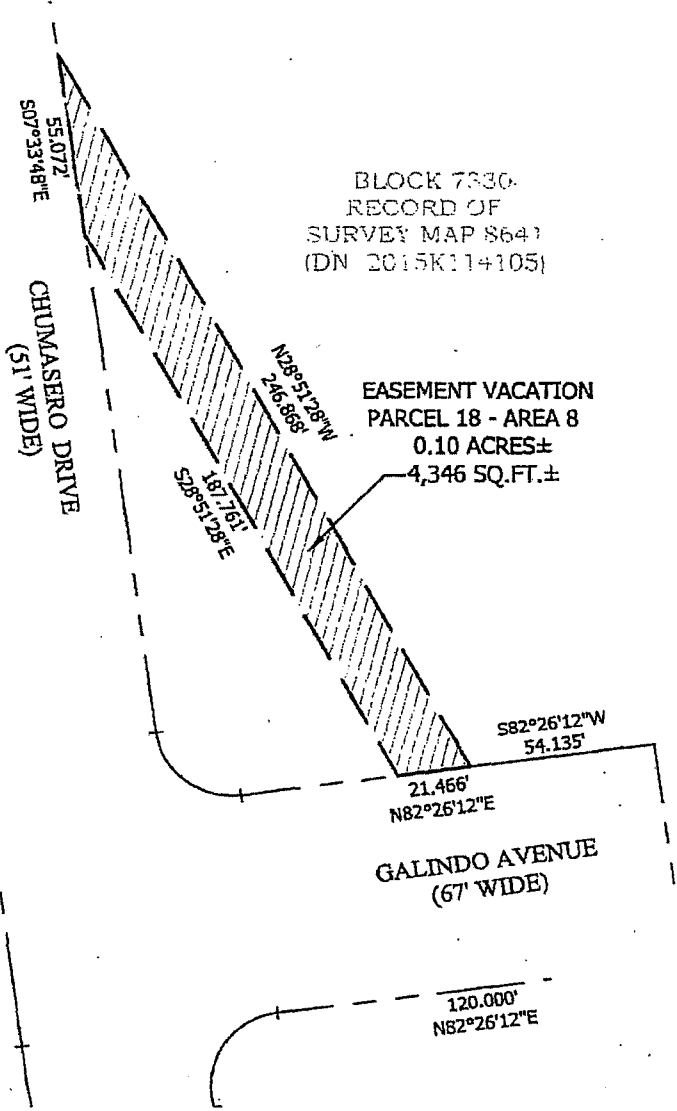 55.072'
S07°33'48"E
BLOCK 7330
RECORD OF
SURVEY MAP 8641
(DN 2015K114105)
CHUMASERO DRIVE
(51' WIDE)
N28°51'28"W
246.868'
EASEMENT VACATION
PARCEL 18 - AREA 8
0.10 ACRES±
4,346 SQ.FT.±
187.761'
S28°51'28"E
S82°26'12"W
54.135'
21.466'
N82°26'12"E
GALINDO AVENUE
(67' WIDE)
120.000'
N82°26'12"E